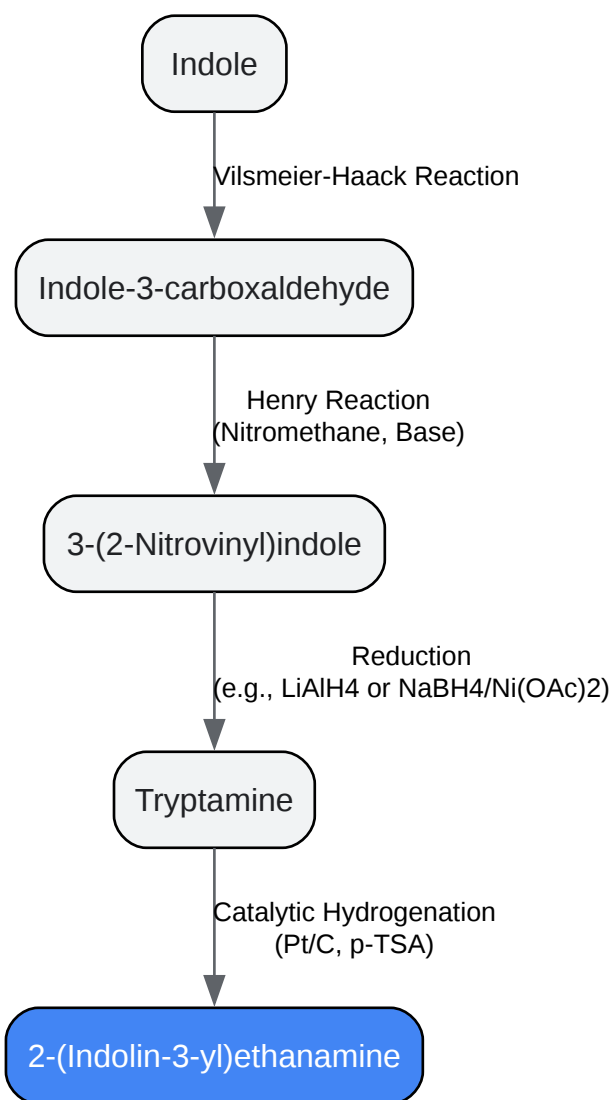 Indole
Vilsmeier-Haack Reaction
Indole-3-carboxaldehyde
Henry Reaction
(Nitromethane, Base)
3-(2-Nitrovinyl)indole
Reduction
(e.g., LiAlH4 or NaBH4/Ni(OAc)2)
Tryptamine
Catalytic Hydrogenation
(Pt/C, p-TSA)
2-(Indolin-3-yl)ethanamine